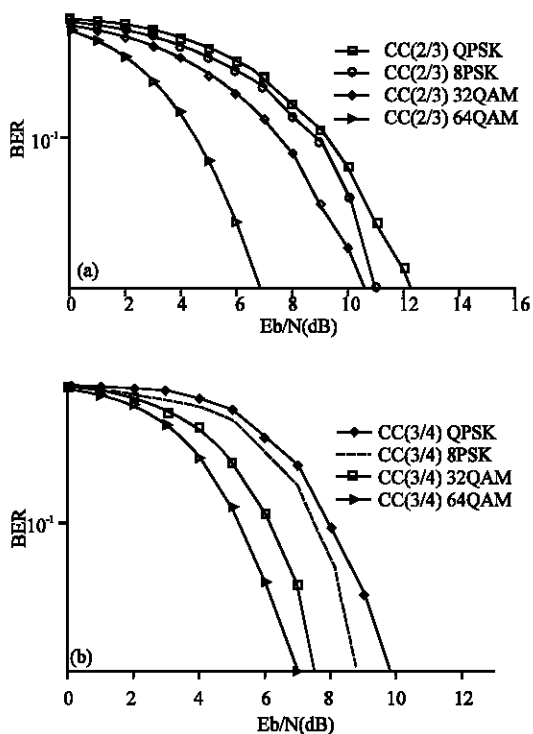 CC(2/3) QPSK
CC(2/3) 8PSK
CC(2/3) 32QAM
CC(2/3) 64QAM
BER
10⁻¹
(a)
0 2 4 6 8 10 12 14 16
Eb/N(dB)
CC(3/4) QPSK
CC(3/4) 8PSK
CC(3/4) 32QAM
CC(3/4) 64QAM
BER
10⁻¹
(b)
0 2 4 6 8 10 12
Eb/N(dB)